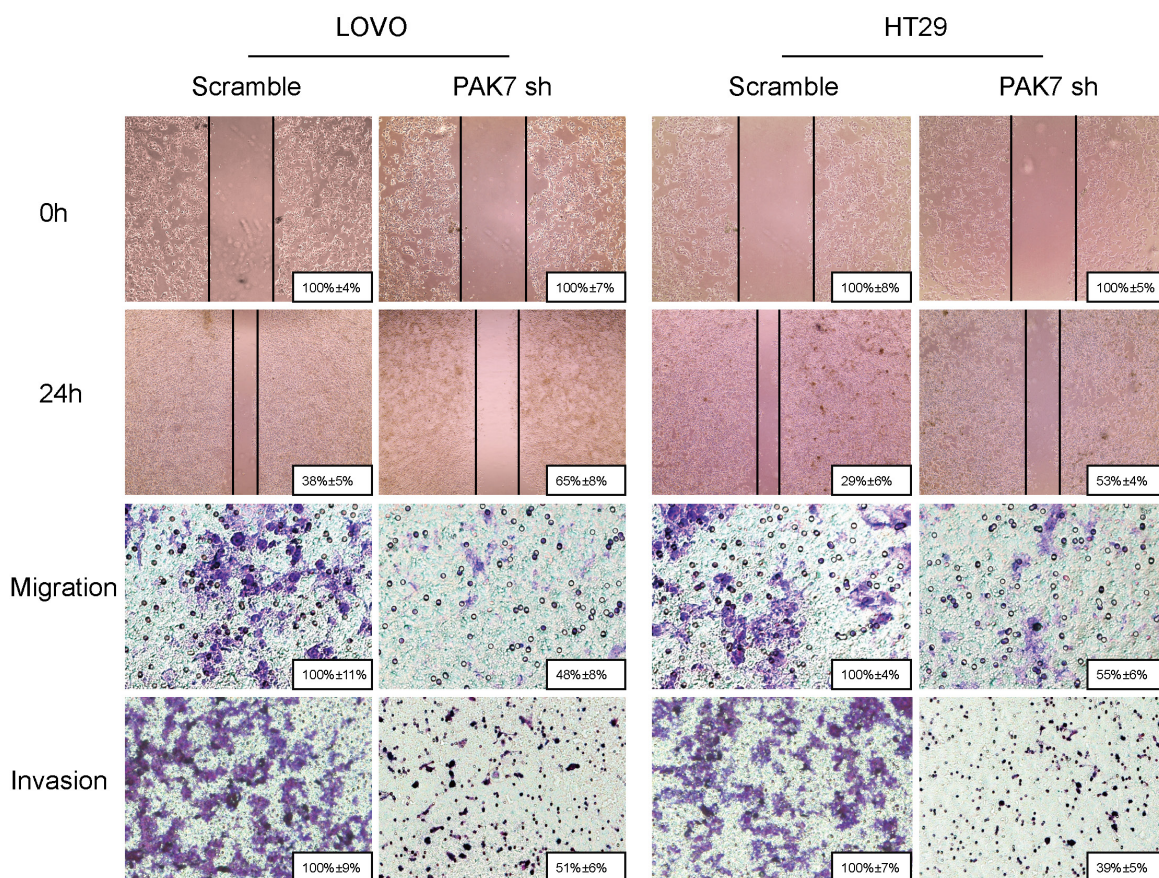 LOVO HT29
Scramble PAK7 sh Scramble PAK7 sh
0h
100%±4% 100%±7% 100%±8% 100%±5%
24h
38%±5% 65%±8% 29%±6% 53%±4%
Migration
100%±11% 48%±8% 100%±4% 55%±6%
Invasion
100%±9% 51%±6% 100%±7% 39%±5%